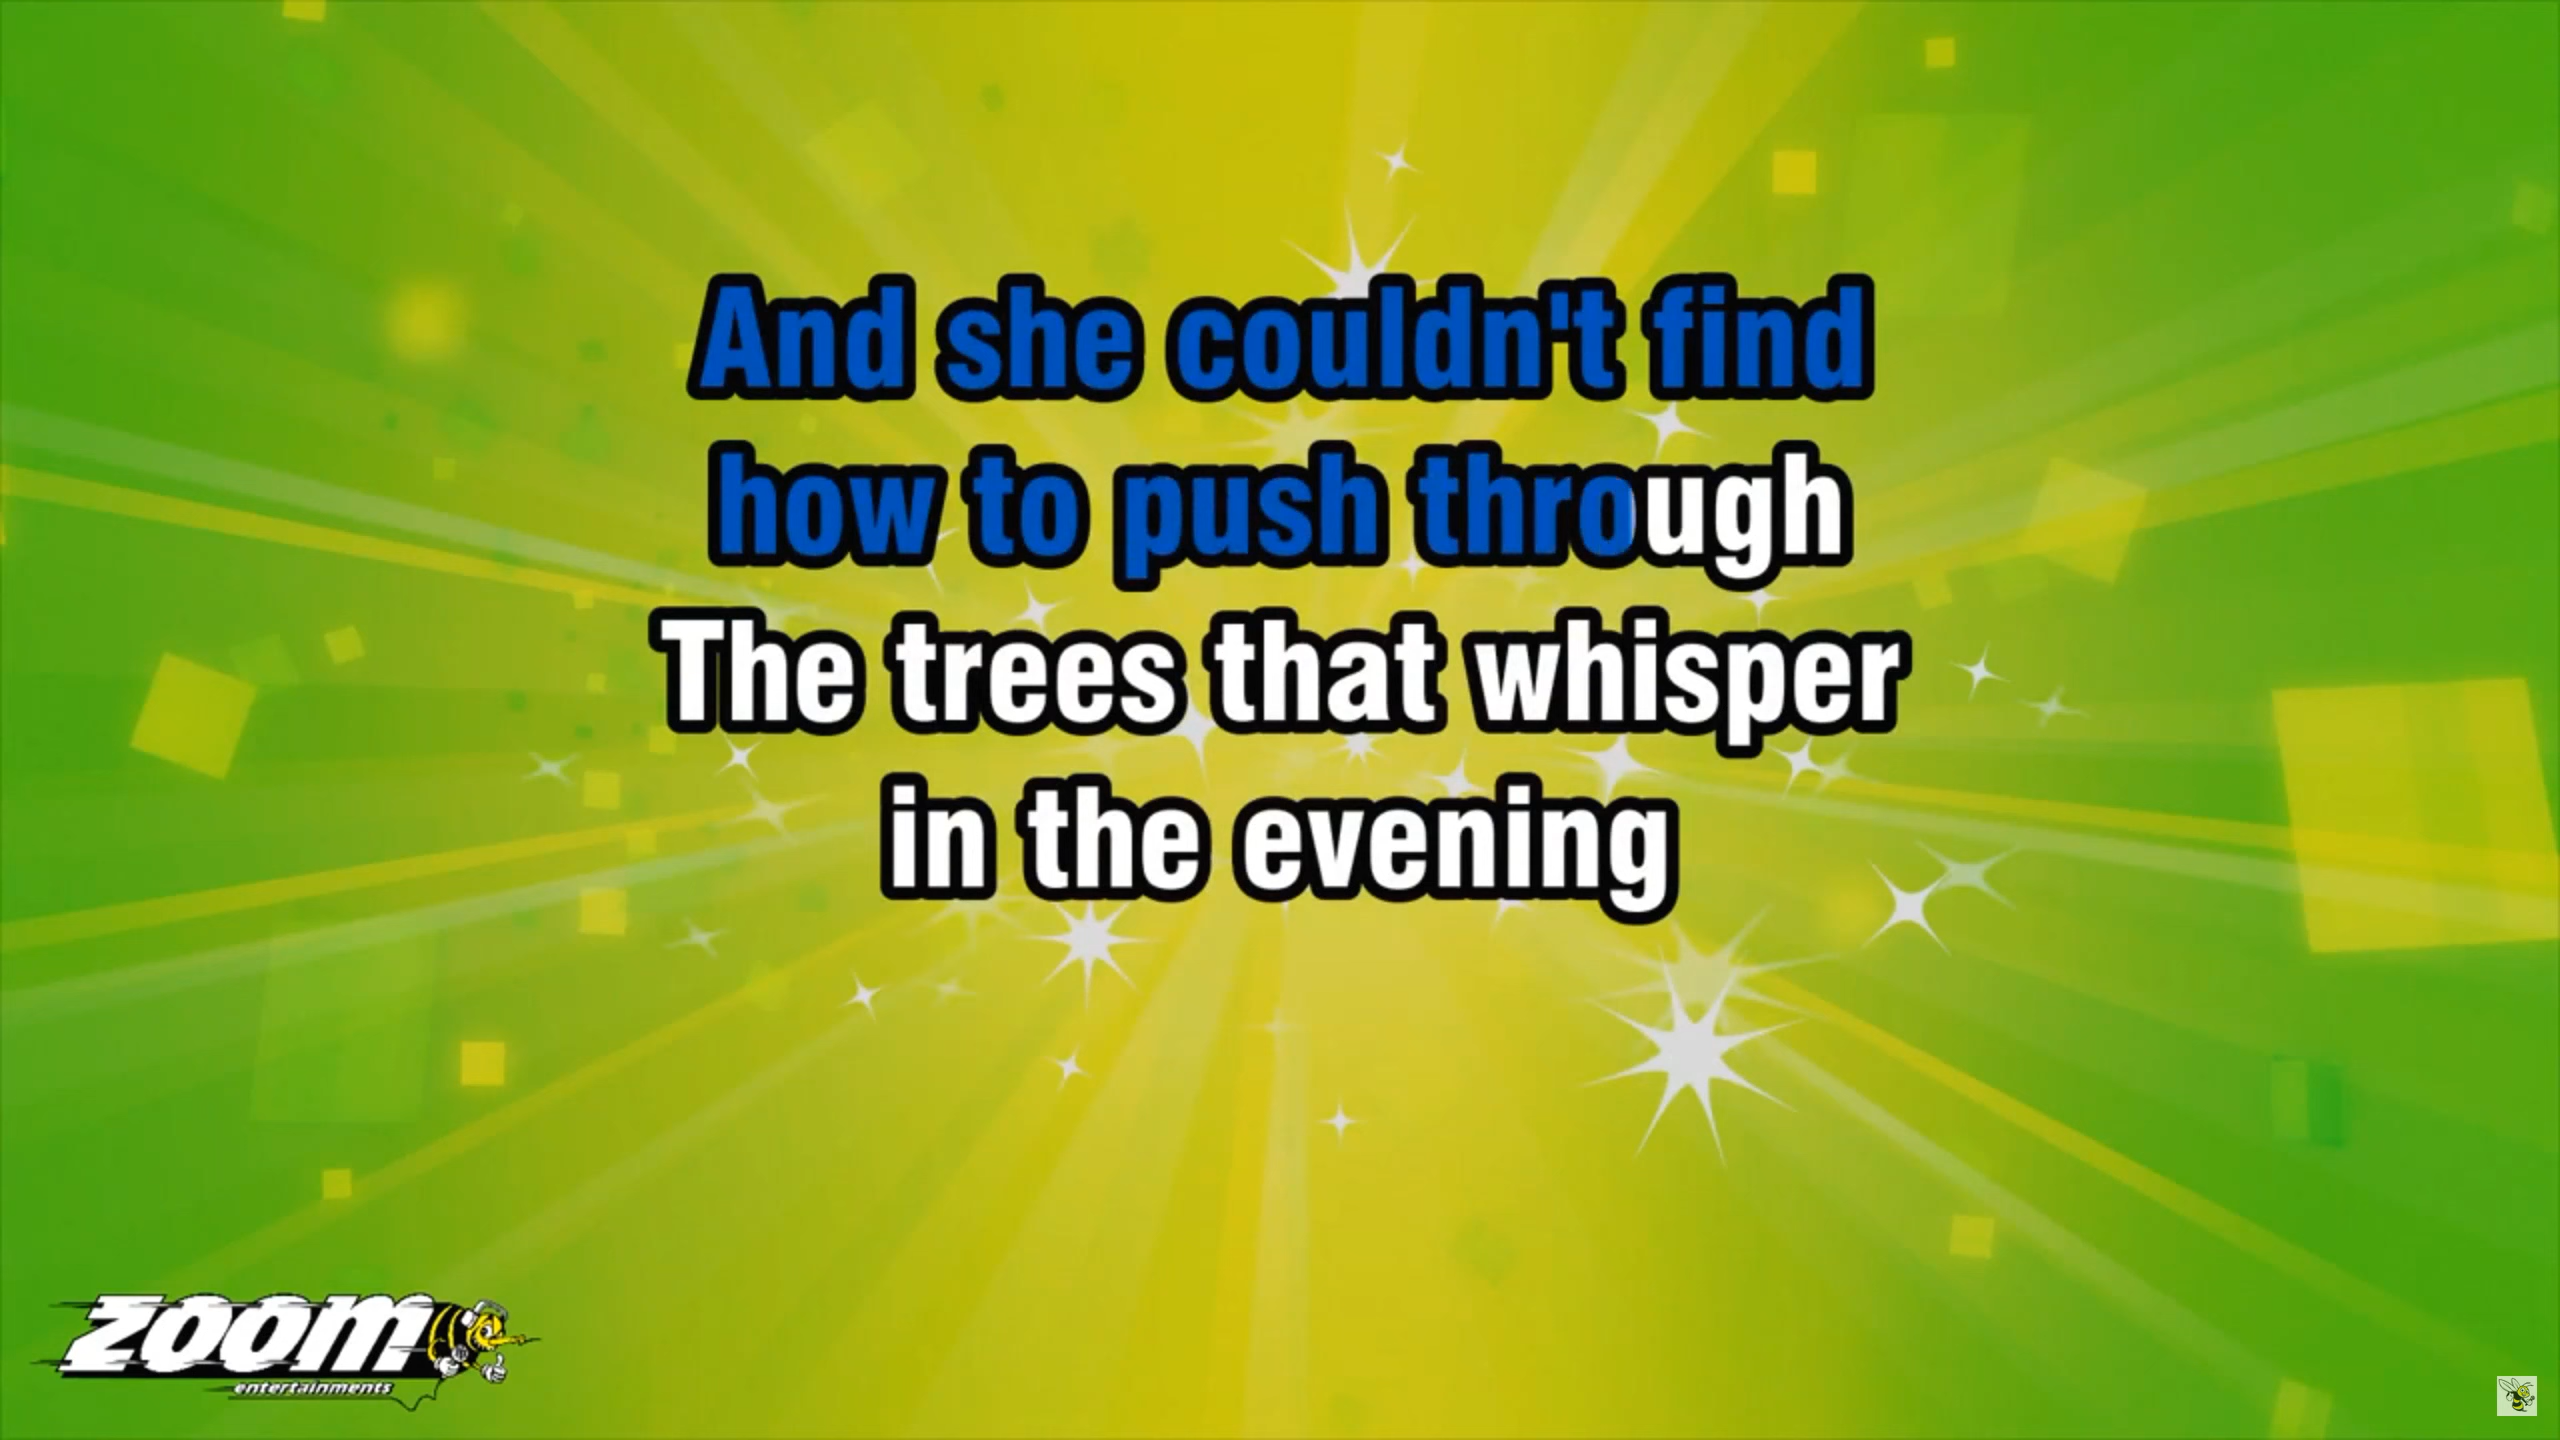 And she couldn't find
how to push through
The trees that whisper
in the evening
zoom
entertainments